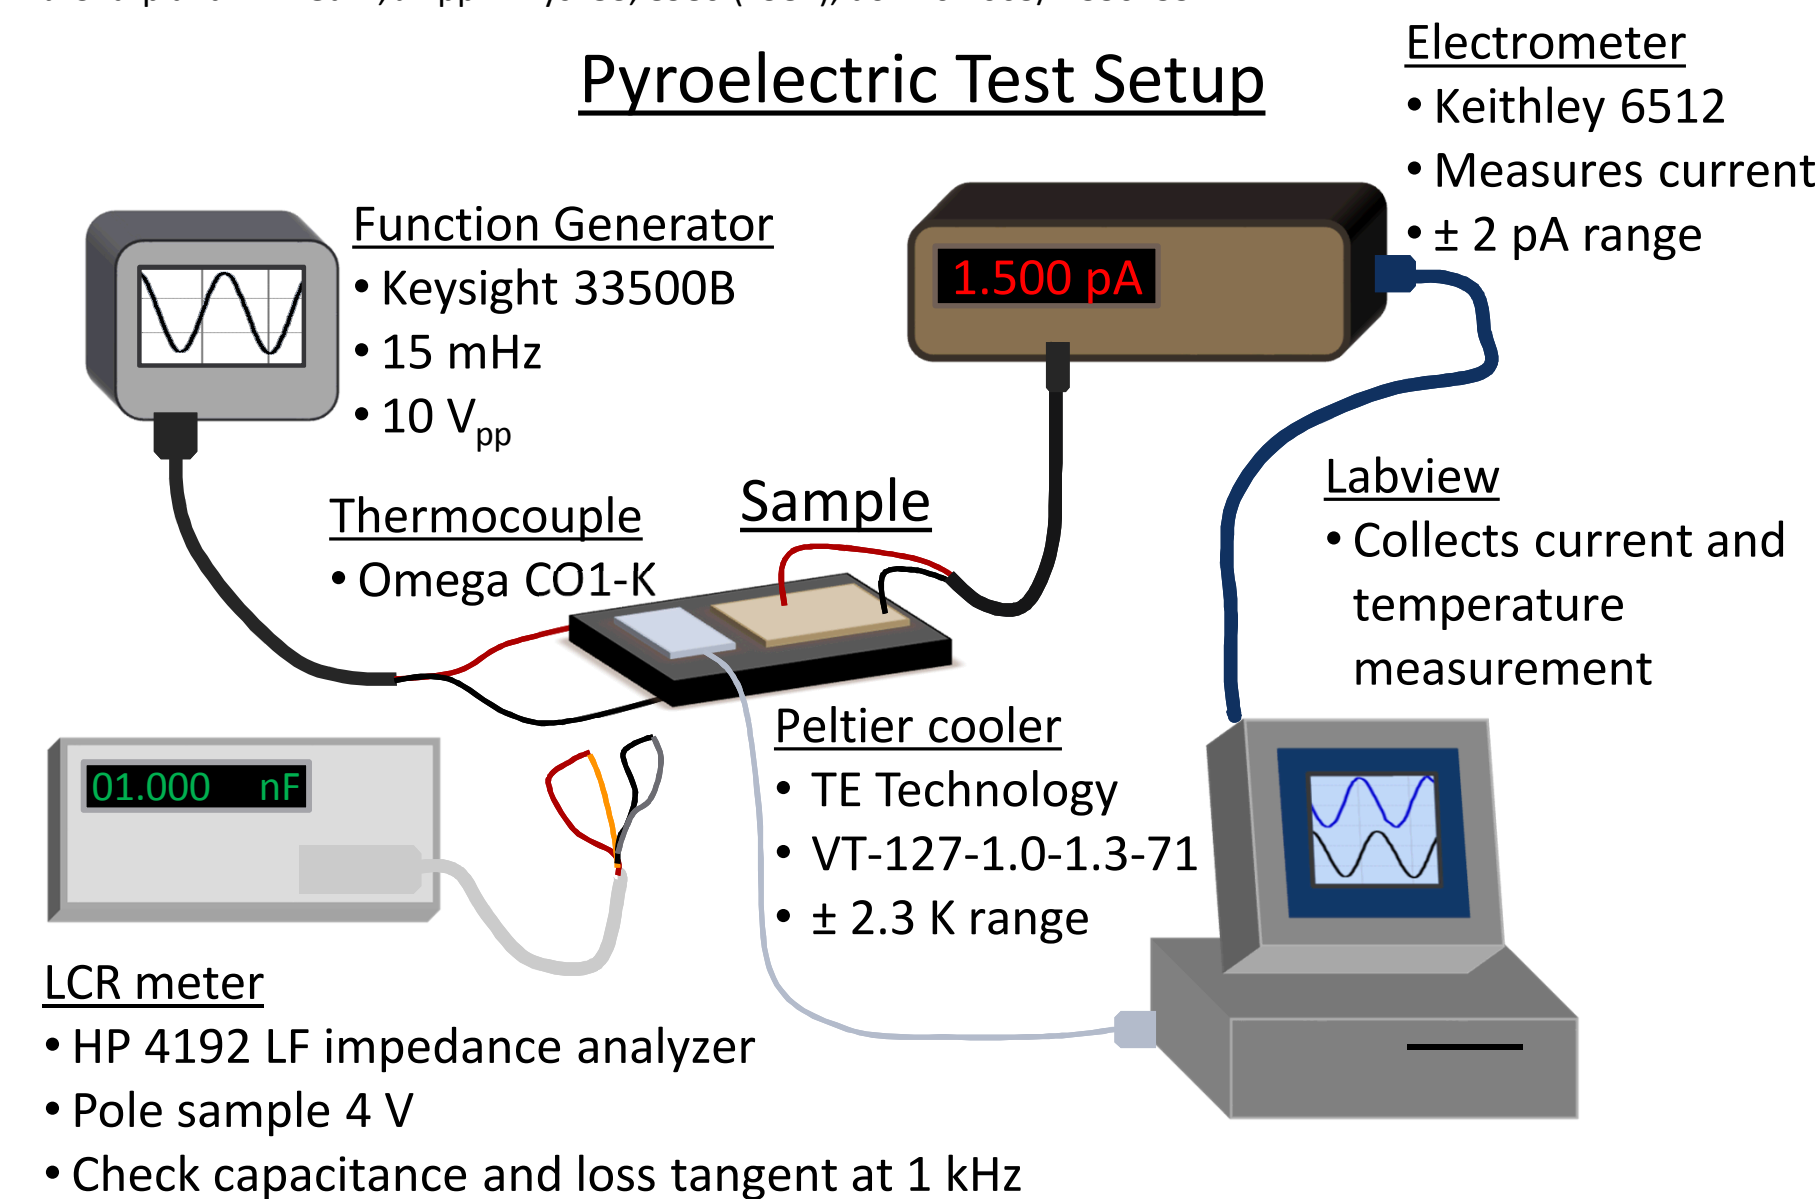 Pyroelectric Test Setup
Electrometer
• Keithley 6512
• Measures current
• ± 2 pA range
1.500 pA
Function Generator
• Keysight 33500B
• 15 mHz
• 10 Vpp
Thermocouple
• Omega CO1-K
Sample
Labview
• Collects current and
temperature
measurement
Peltier cooler
• TE Technology
• VT-127-1.0-1.3-71
• ± 2.3 K range
01.000 nF
LCR meter
• HP 4192 LF impedance analyzer
• Pole sample 4 V
• Check capacitance and loss tangent at 1 kHz